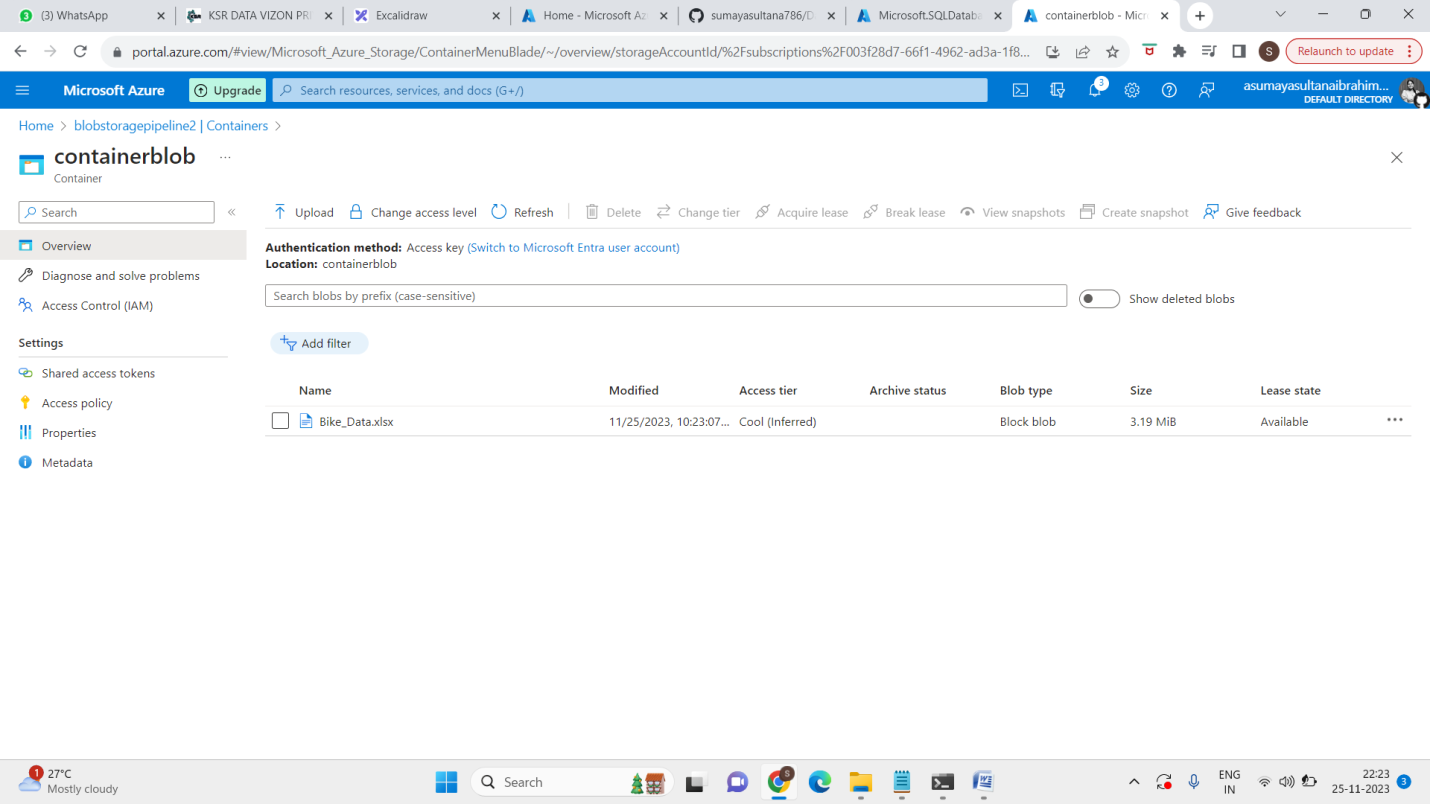 (3) WhatsApp
KSR DATA VIZON PR
Excalidraw
Home - Microsoft Az
sumayasultana786/D
Microsoft.SQLDataba
containerblob - Micr
portal.azure.com/#view/Microsoft_Azure_Storage/ContainerMenuBlade/~/overview/storageAccountId/%2Fsubscriptions%2F003f28d7-66f1-4962-ad3a-1f8...
S
Relaunch to update
Microsoft Azure
Upgrade
Search resources, services, and docs (G+/)
3
asumayasultanaibrahim...
DEFAULT DIRECTORY
Home > blobstoragepipeline2 | Containers >
containerblob ...
Container
Search
«
Upload
Change access level
Refresh
Delete
Change tier
Acquire lease
Break lease
View snapshots
Create snapshot
Give feedback
Overview
Diagnose and solve problems
Access Control (IAM)
Settings
Shared access tokens
Access policy
Properties
Metadata
Authentication method: Access key (Switch to Microsoft Entra user account)
Location: containerblob
Search blobs by prefix (case-sensitive)
Show deleted blobs
Add filter
Name Modified Access tier Archive status Blob type Size Lease state
Bike_Data.xlsx 11/25/2023, 10:23:07... Cool (Inferred) Block blob 3.19 MiB Available ...
1
27°C
Mostly cloudy
Search
S
ENG
IN
22:23
25-11-2023
3